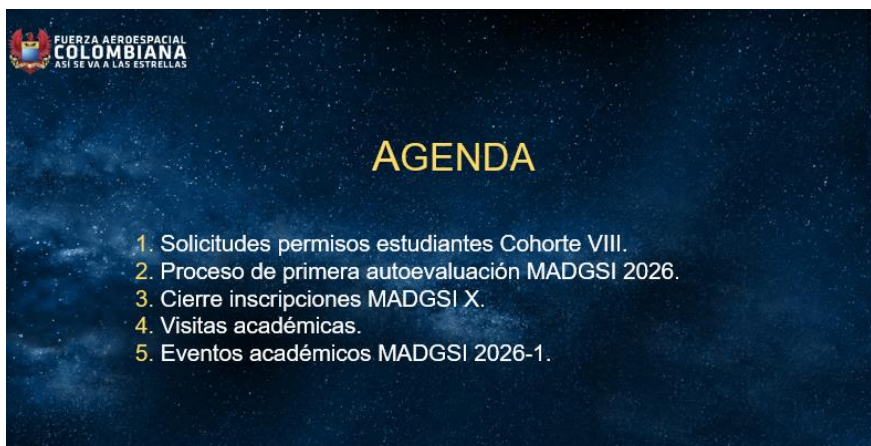 FUERZA AEROESPACIAL
COLOMBIANA
ASÍ SE VA A LAS ESTRELLAS
AGENDA
1. Solicitudes permisos estudiantes Cohorte VIII.
2. Proceso de primera autoevaluación MADGSI 2026.
3. Cierre inscripciones MADGSI X.
4. Visitas académicas.
5. Eventos académicos MADGSI 2026-1.